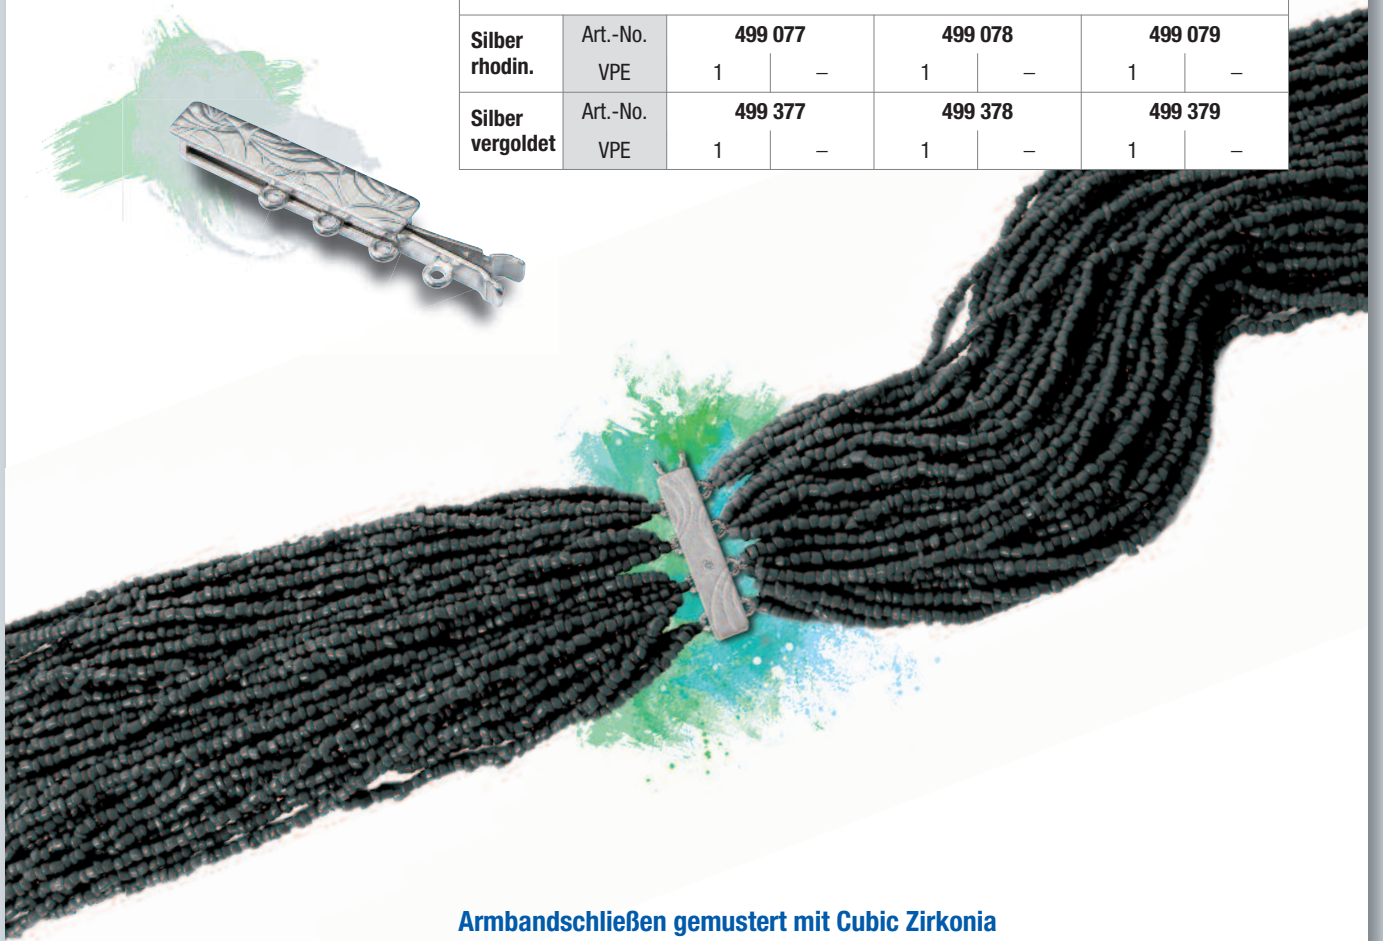 Silber rhodin. Art.-No. 499 077 499 078 499 079
VPE 1 – 1 – 1 –
Silber vergoldet Art.-No. 499 377 499 378 499 379
VPE 1 – 1 – 1 –
Armbandschließen gemustert mit Cubic Zirkonia